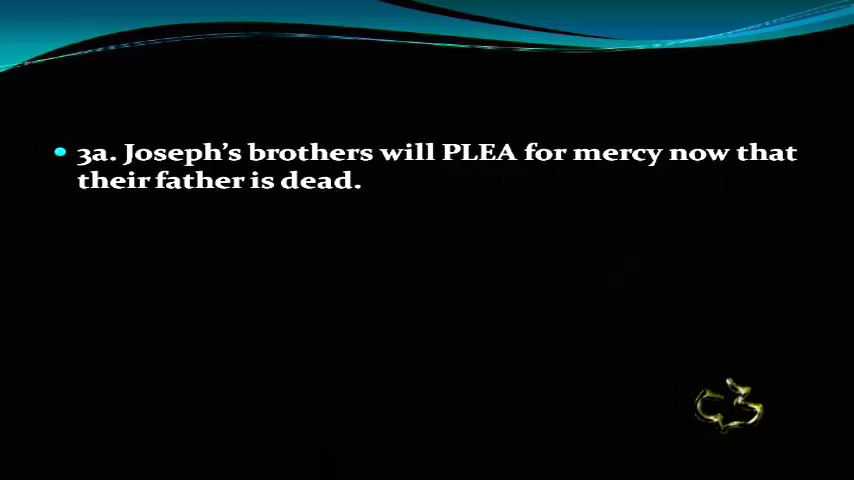 3a. Joseph's brothers will PLEA for mercy now that
their father is dead.